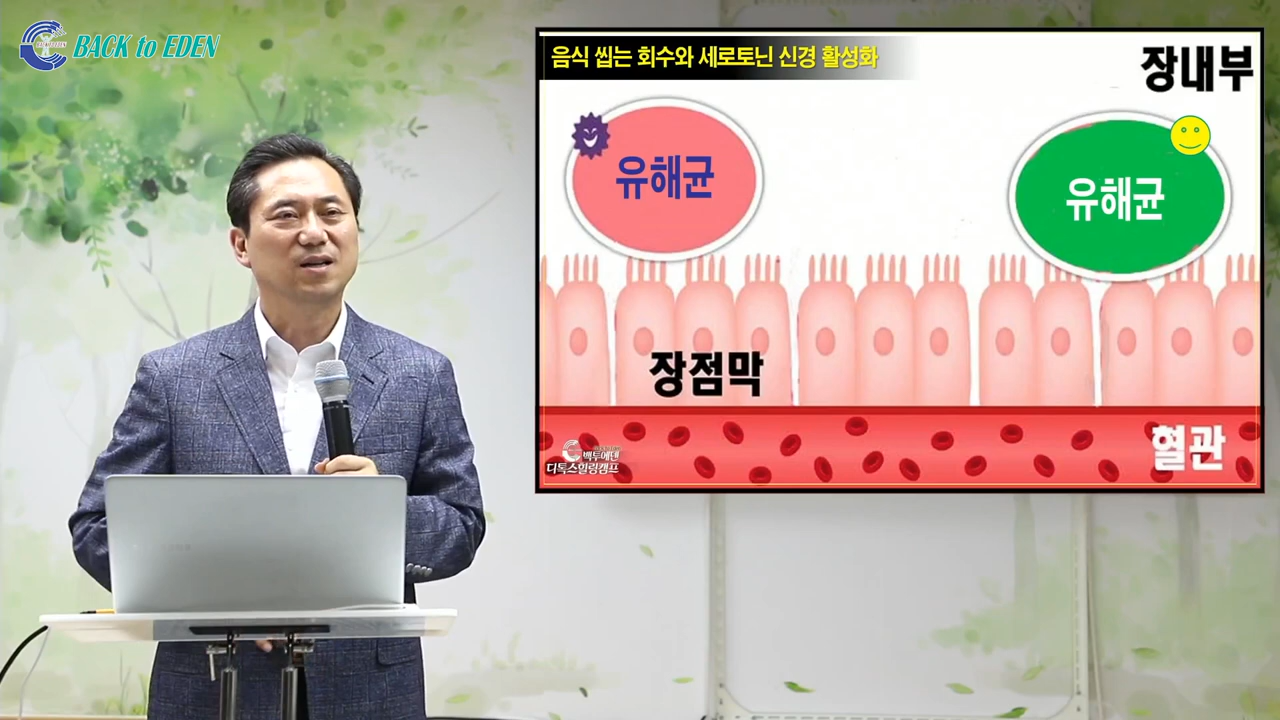 BACK to EDEN
음식 씹는 회수와 세로토닌 신경 활성화
장내부
유해균
유해균
장점막
혈관
백투에덴
디톡스힐링캠프